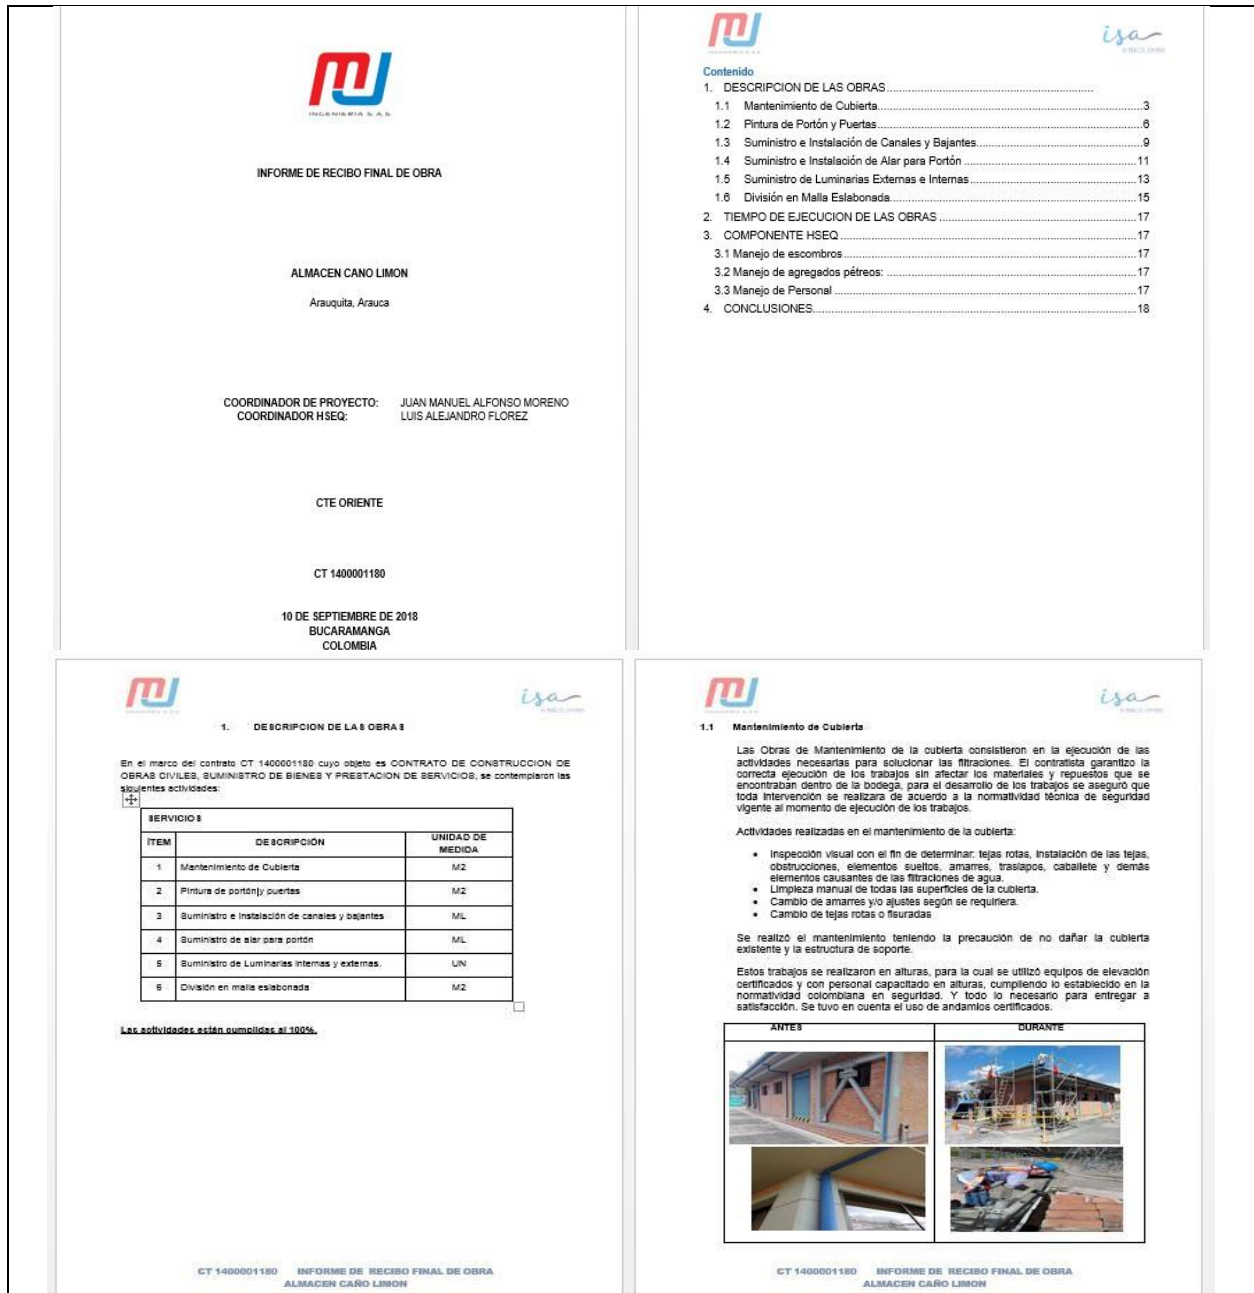 INGENIERIA S.A.S.
INFORME DE RECIBO FINAL DE OBRA
ALMACEN CANO LIMON
Arauquita, Arauca
COORDINADOR DE PROYECTO: JUAN MANUEL ALFONSO MORENO
COORDINADOR HSEQ: LUIS ALEJANDRO FLOREZ
CTE ORIENTE
CT 1400001180
10 DE SEPTIEMBRE DE 2018
BUCARAMANGA
COLOMBIA
isa
Contenido
1. DESCRIPCION DE LAS OBRAS
1.1 Mantenimiento de Cubierta 3
1.2 Pintura de Portón y Puertas 6
1.3 Suministro e Instalación de Canales y Bajantes 9
1.4 Suministro e Instalación de Alar para Portón 11
1.5 Suministro de Luminarias Externas e Internas 13
1.6 División en Malla Eslabonada 15
2. TIEMPO DE EJECUCION DE LAS OBRAS 17
3. COMPONENTE HSEQ 17
3.1 Manejo de escombros 17
3.2 Manejo de agregados pétreos: 17
3.3 Manejo de Personal 17
4. CONCLUSIONES 18
isa
1. DESCRIPCION DE LAS OBRAS
En el marco del contrato CT 1400001180 cuyo objeto es CONTRATO DE CONSTRUCCION DE
OBRAS CIVILES, SUMINISTRO DE BIENES Y PRESTACION DE SERVICIOS, se contemplaron las
siguientes actividades:
SERVICIOS
ÍTEM DESCRIPCIÓN UNIDAD DE MEDIDA
1 Mantenimiento de Cubierta M2
2 Pintura de portón y puertas M2
3 Suministro e Instalación de canales y bajantes ML
4 Suministro de alar para portón ML
5 Suministro de Luminarias internas y externas. UN
6 División en malla eslabonada M2
Las actividades están cumplidas al 100%.
CT 1400001180 INFORME DE RECIBO FINAL DE OBRA
ALMACEN CAÑO LIMON
isa
1.1 Mantenimiento de Cubierta
Las Obras de Mantenimiento de la cubierta consistieron en la ejecución de las
actividades necesarias para solucionar las filtraciones. El contratista garantizo la
correcta ejecución de los trabajos sin afectar los materiales y repuestos que se
encontraban dentro de la bodega, para el desarrollo de los trabajos se aseguró que
toda Intervención se realizara de acuerdo a la normatividad técnica de seguridad
vigente al momento de ejecución de los trabajos.
Actividades realizadas en el mantenimiento de la cubierta:
• Inspección visual con el fin de determinar: tejas rotas, Instalación de las tejas,
obstrucciones, elementos sueltos, amarres, traslapos, caballete y demás
elementos causantes de las filtraciones de agua.
• Limpieza manual de todas las superficies de la cubierta.
• Cambio de amarres y/o ajustes según se requiriera.
• Cambio de tejas rotas o fisuradas
Se realizó el mantenimiento teniendo la precaución de no dañar la cubierta
existente y la estructura de soporte.
Estos trabajos se realizaron en alturas, para la cual se utilizó equipos de elevación
certificados y con personal capacitado en alturas, cumpliendo lo establecido en la
normatividad colombiana en seguridad. Y todo lo necesario para entregar a
satisfacción. Se tuvo en cuenta el uso de andamios certificados.
ANTES DURANTE
CT 1400001180 INFORME DE RECIBO FINAL DE OBRA
ALMACEN CAÑO LIMON